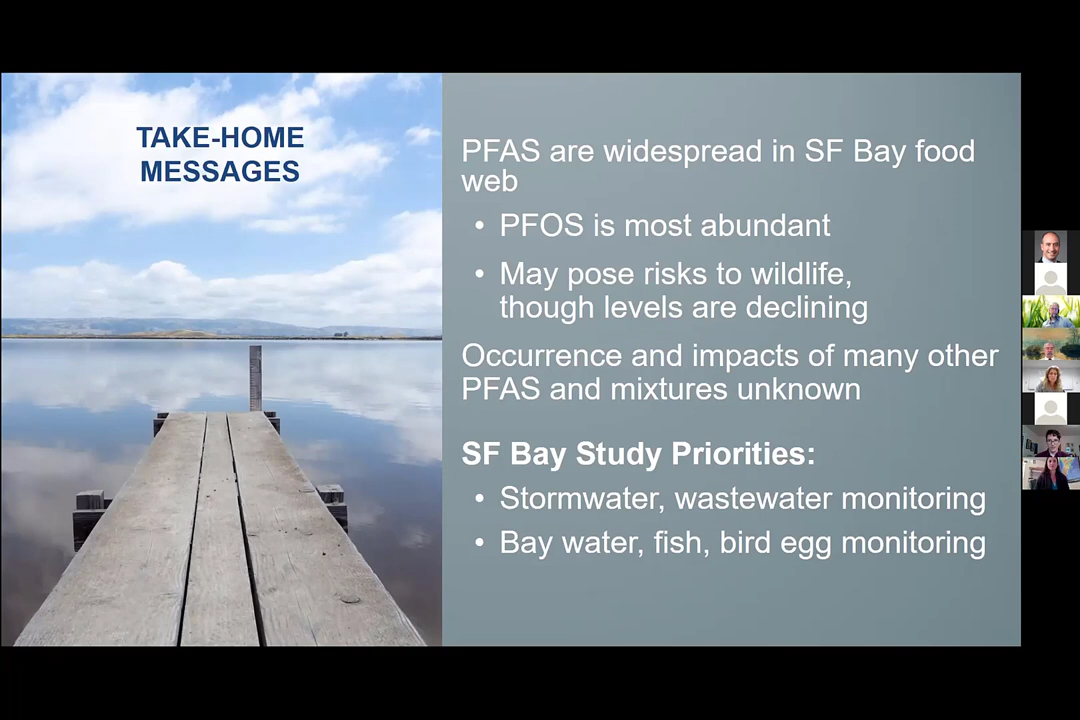 TAKE-HOME
MESSAGES
PFAS are widespread in SF Bay food
web
• PFOS is most abundant
• May pose risks to wildlife,
though levels are declining
Occurrence and impacts of many other
PFAS and mixtures unknown
SF Bay Study Priorities:
• Stormwater, wastewater monitoring
• Bay water, fish, bird egg monitoring